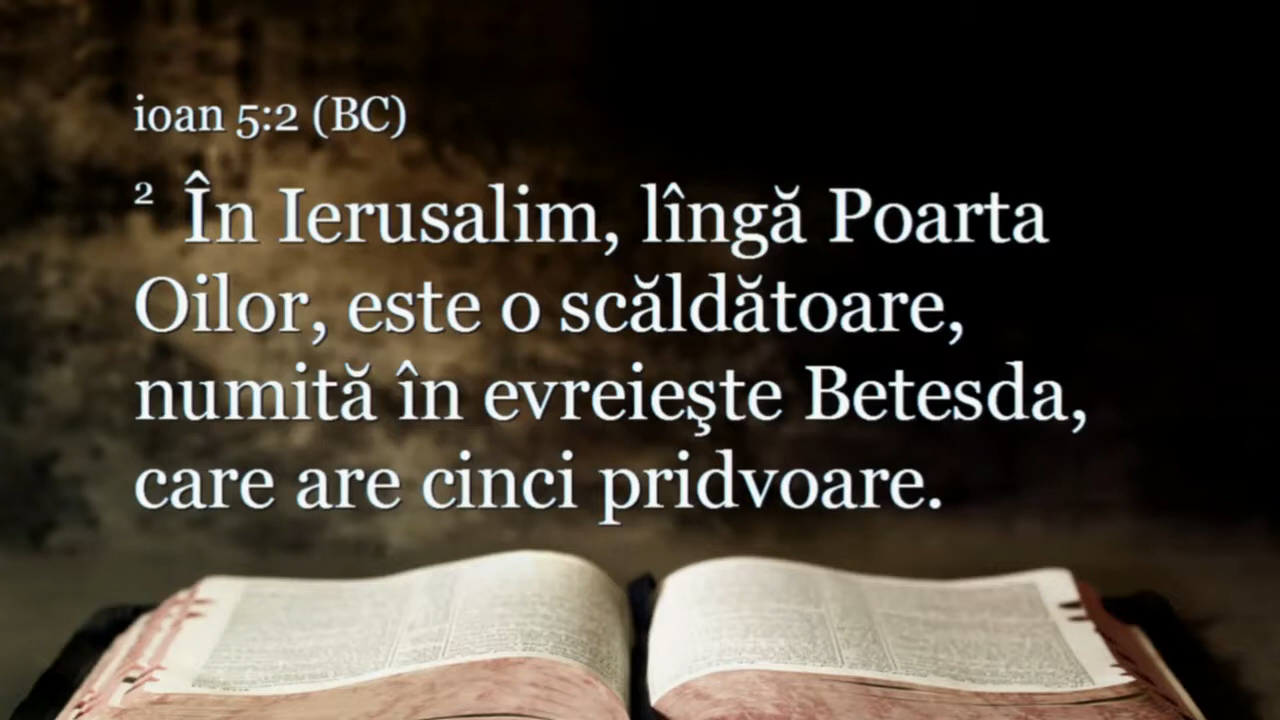 ioan 5:2 (BC)
² În Ierusalim, lîngă Poarta
Oilor, este o scăldătoare,
numită în evreieşte Betesda,
care are cinci pridvoare.